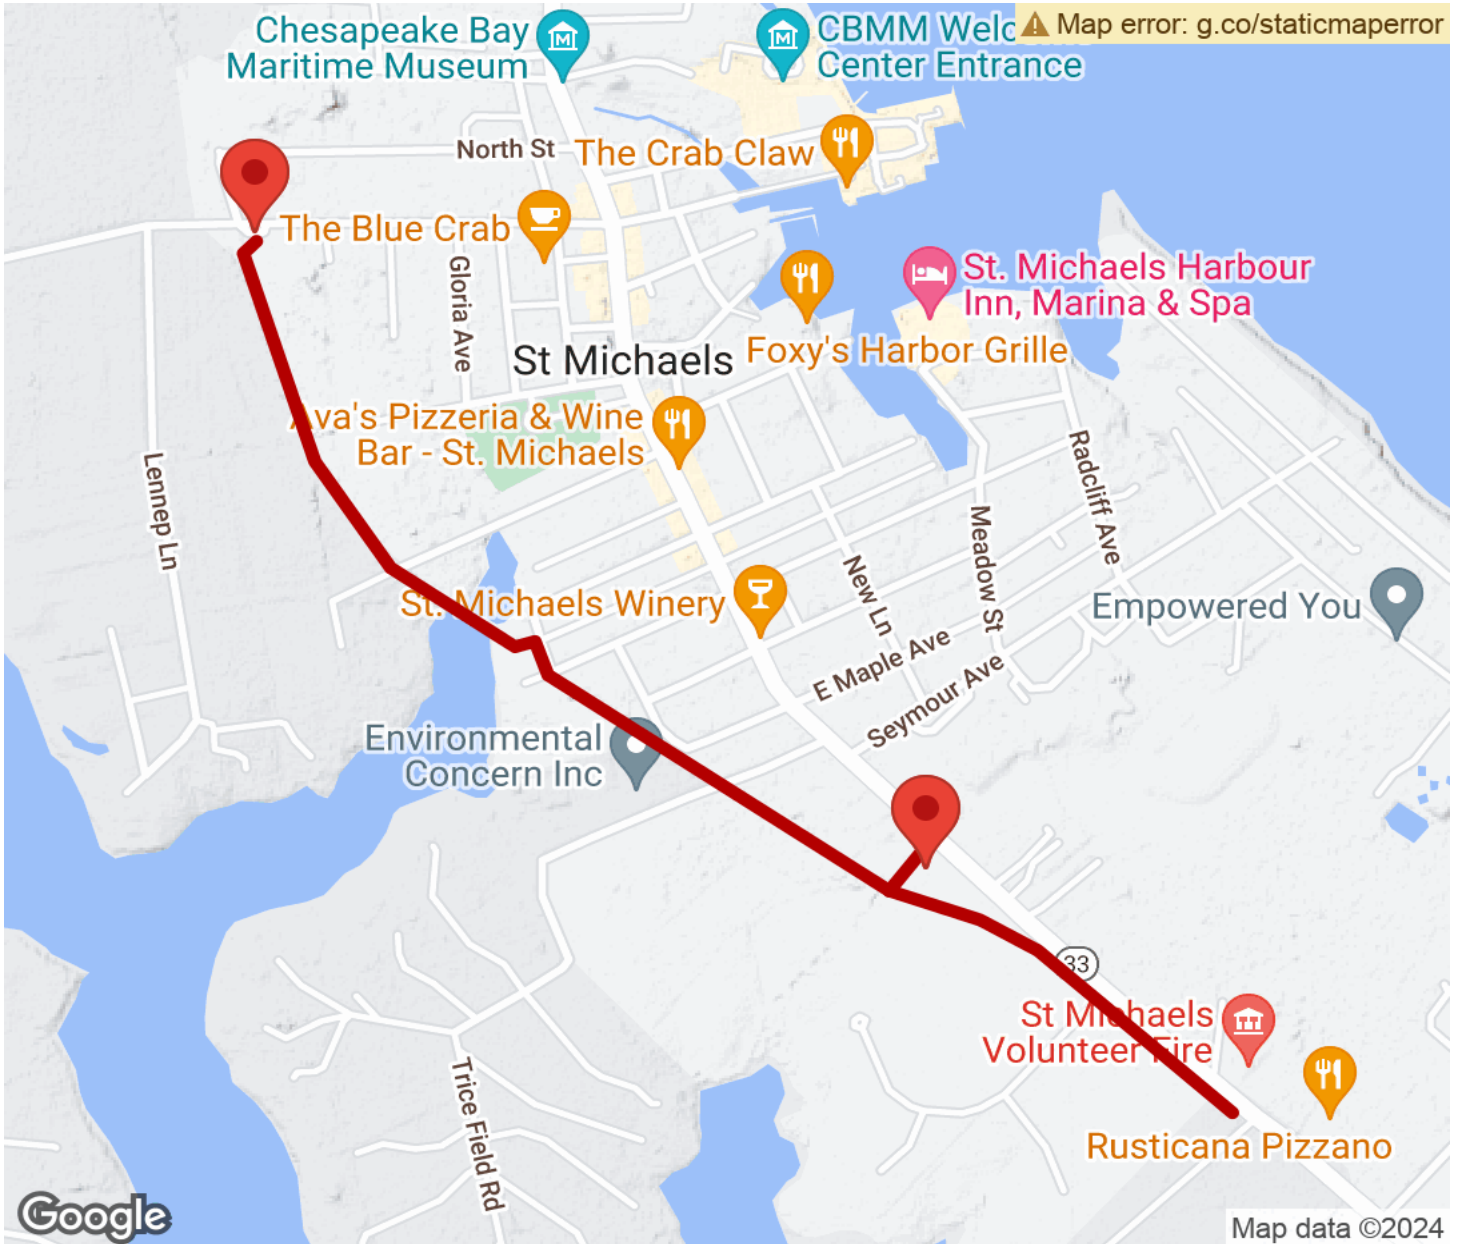 Chesapeake Bay
Maritime Museum
CBMM Welc
Center Entrance
Map error: g.co/staticmaperror
North St
The Crab Claw
The Blue Crab
Gloria Ave
St. Michaels Harbour
Inn, Marina & Spa
St Michaels
Foxy's Harbor Grille
Ava's Pizzeria & Wine
Bar - St. Michaels
Lennep Ln
Radcliff Ave
Meadow St
New Ln
St. Michaels Winery
Empowered You
E Maple Ave
Seymour Ave
Environmental
Concern Inc
33
St Michaels
Volunteer Fire
Trice Field Rd
Rusticana Pizzano
Google
Map data ©2024